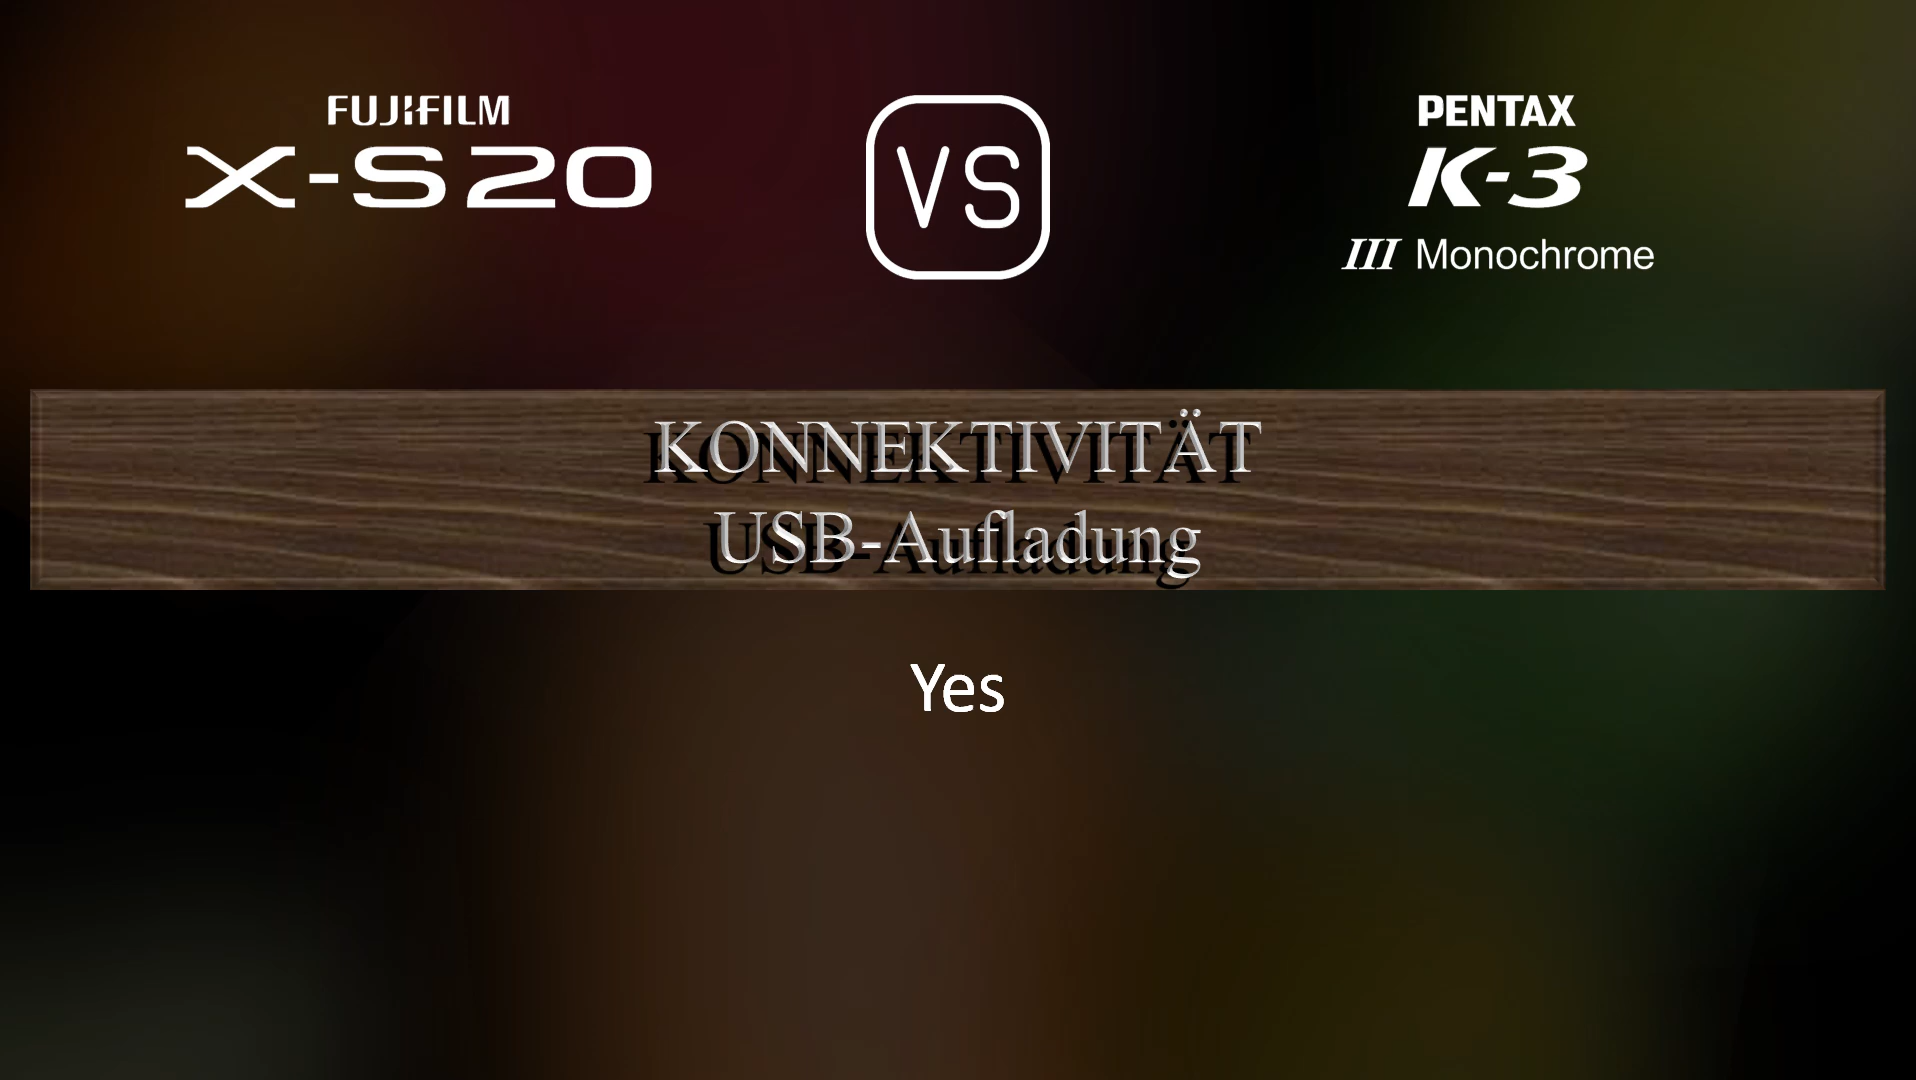 FUJIFILM
X-S20
VS
PENTAX
K-3
III Monochrome
KONNEKTIVITÄT
USB-Aufladung
Yes